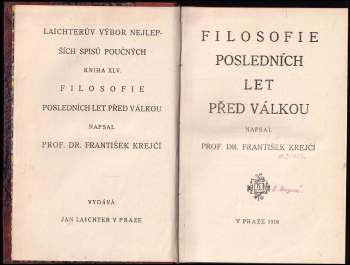 LAICHTERŮV VÝBOR NEJLEP-
ŠÍCH SPISŮ POUČNÝCH
KNIHA XLV.
FILOSOFIE
POSLEDNÍCH LET PŘED VÁLKOU
NAPSAL
PROF. DR. FRANTIŠEK KREJČÍ
VYDÁVÁ
JAN LAICHTER V PRAZE
FILOSOFIE
POSLEDNÍCH
LET
PŘED VÁLKOU
NAPSAL
PROF. DR. FRANTIŠEK KREJČÍ
V PRAZE 1918